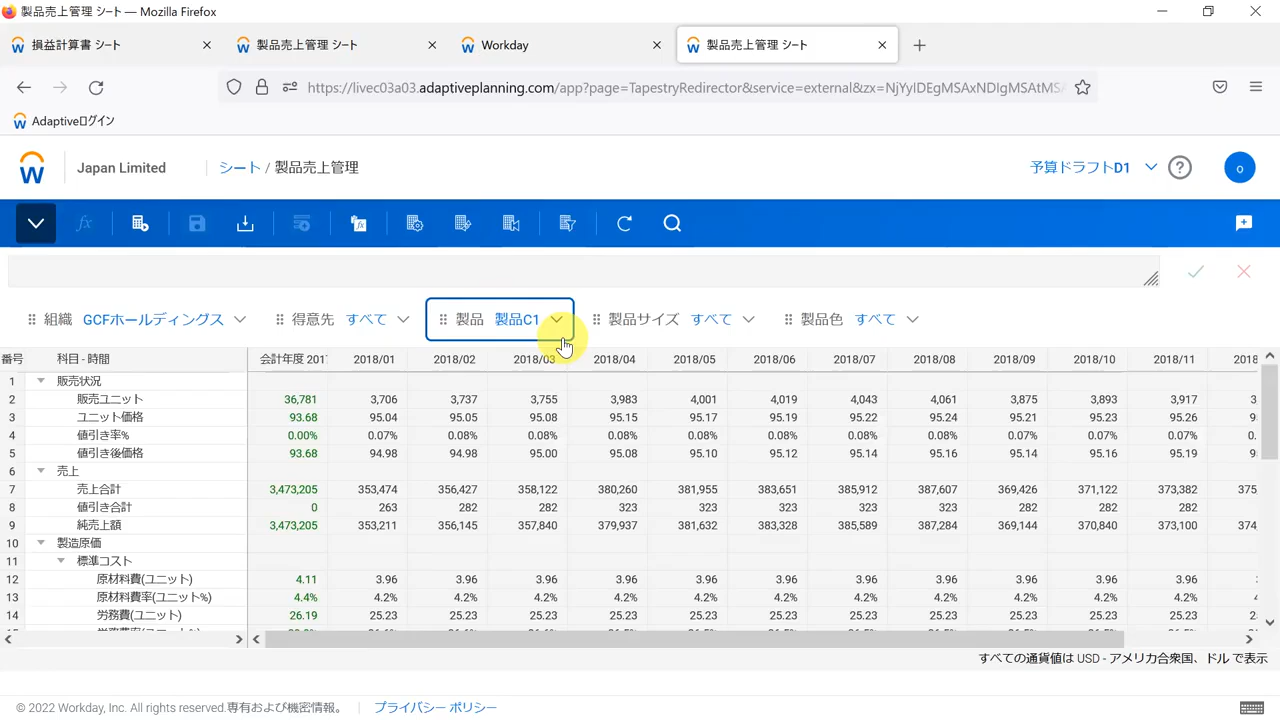 製品売上管理 シート — Mozilla Firefox
損益計算書 シート
製品売上管理 シート
Workday
製品売上管理 シート
https://livec03a03.adaptiveplanning.com/app?page=TapestryRedirector&service=external&zx=NjYyIDEgMSAxNDIgMSAtMSA
Adaptiveログイン
Japan Limited シート / 製品売上管理 予算ドラフトD1 o
組織 GCFホールディングス 得意先 すべて 製品 製品C1 製品サイズ すべて 製品色 すべて
番号 科目 - 時間 会計年度 2017 2018/01 2018/02 2018/03 2018/04 2018/05 2018/06 2018/07 2018/08 2018/09 2018/10 2018/11 2018
1 販売状況
2 販売ユニット 36,781 3,706 3,737 3,755 3,983 4,001 4,019 4,043 4,061 3,875 3,893 3,917 3
3 ユニット価格 93.68 95.04 95.05 95.08 95.15 95.17 95.19 95.22 95.24 95.21 95.23 95.26 95
4 値引き率% 0.00% 0.07% 0.08% 0.08% 0.08% 0.08% 0.08% 0.08% 0.08% 0.07% 0.07% 0.07% 0.
5 値引き後価格 93.68 94.98 94.98 95.00 95.08 95.10 95.12 95.14 95.16 95.14 95.16 95.19 95
6 売上
7 売上合計 3,473,205 353,474 356,427 358,122 380,260 381,955 383,651 385,912 387,607 369,426 371,122 373,382 375,
8 値引き合計 0 263 282 282 323 323 323 323 323 282 282 282
9 純売上額 3,473,205 353,211 356,145 357,840 379,937 381,632 383,328 385,589 387,284 369,144 370,840 373,100 374,
10 製造原価
11 標準コスト
12 原材料費(ユニット) 4.11 3.96 3.96 3.96 3.96 3.96 3.96 3.96 3.96 3.96 3.96 3.96
13 原材料費率(ユニット%) 4.4% 4.2% 4.2% 4.2% 4.2% 4.2% 4.2% 4.2% 4.2% 4.2% 4.2% 4.2%
14 労務費(ユニット) 26.19 25.23 25.23 25.23 25.23 25.23 25.23 25.23 25.23 25.23 25.23 25.23 2
すべての通貨価は USD - アメリカ合衆国、ドル で表示
© 2022 Workday, Inc. All rights reserved.専有および機密情報。 プライバシー ポリシー